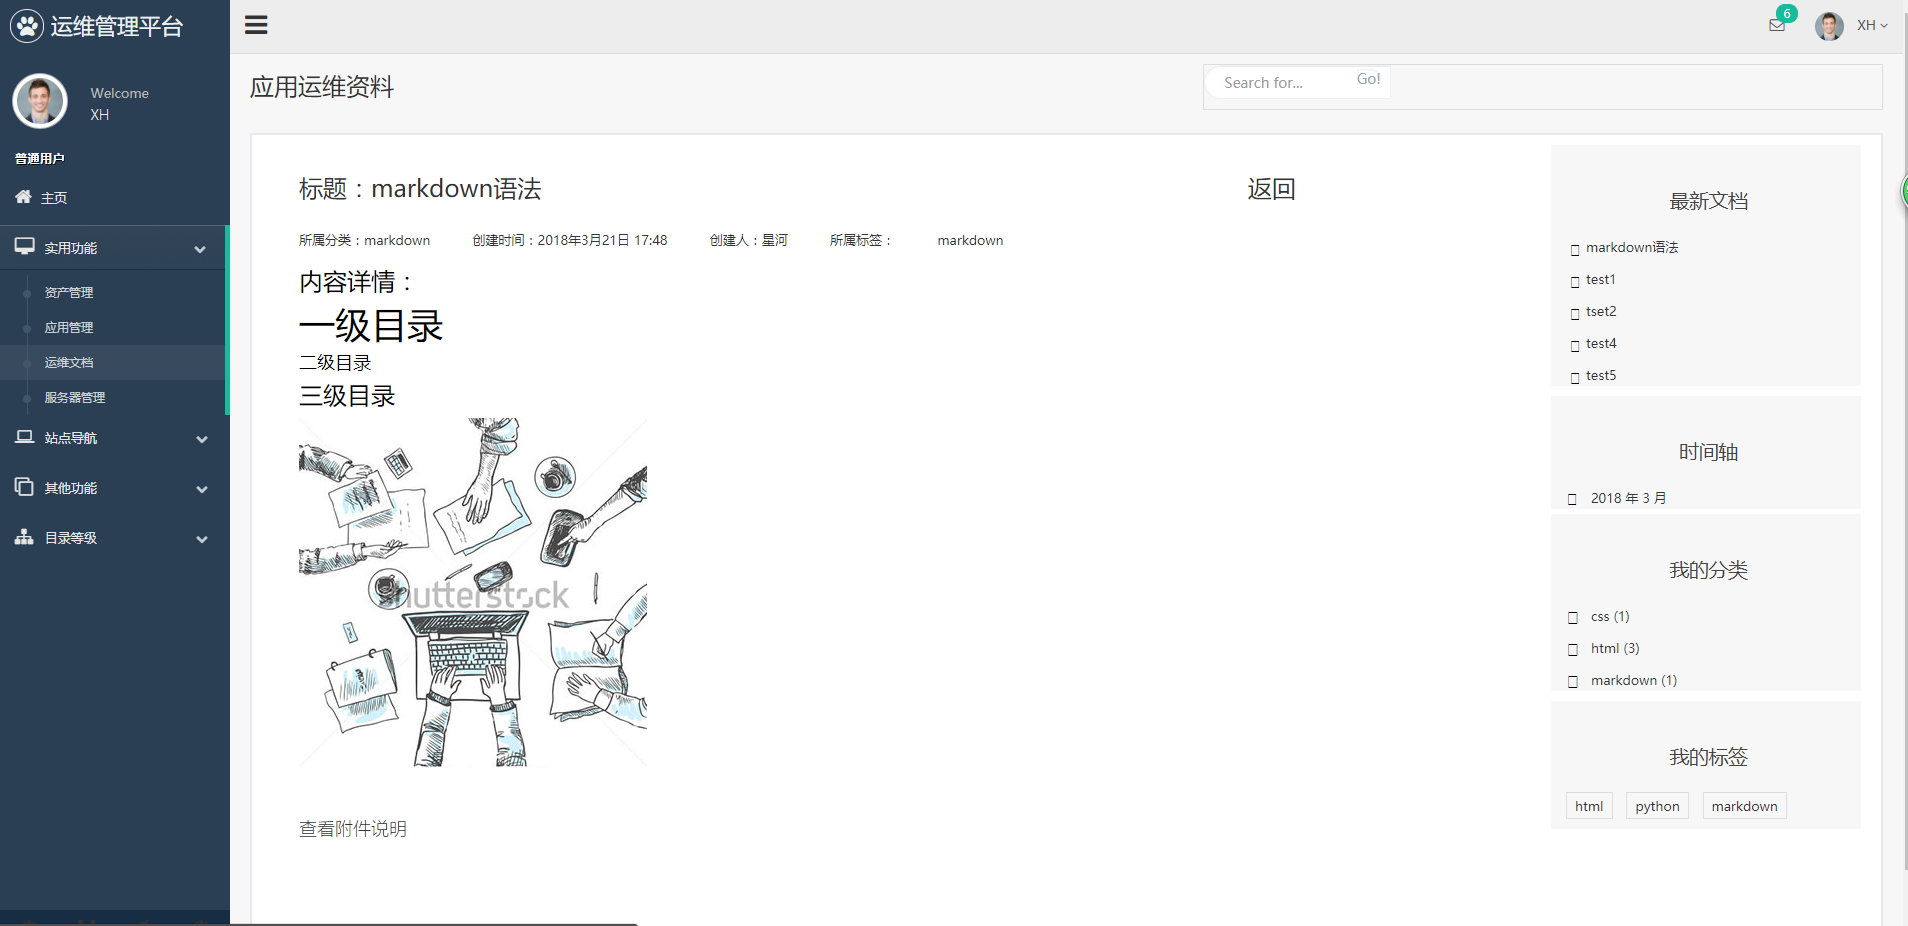 运维管理平台
6
XH
Welcome
XH
普通用户
主页
实用功能
资产管理
应用管理
运维文档
服务器管理
站点导航
其他功能
目录等级
应用运维资料
Search for...
Go!
标题：markdown语法
返回
所属分类：markdown 创建时间：2018年3月21日 17:48 创建人：星河 所属标签： markdown
内容详情：
一级目录
二级目录
三级目录
shutterstock
查看附件说明
最新文档
markdown语法
test1
tset2
test4
test5
时间轴
2018 年 3 月
我的分类
css (1)
html (3)
markdown (1)
我的标签
html python markdown